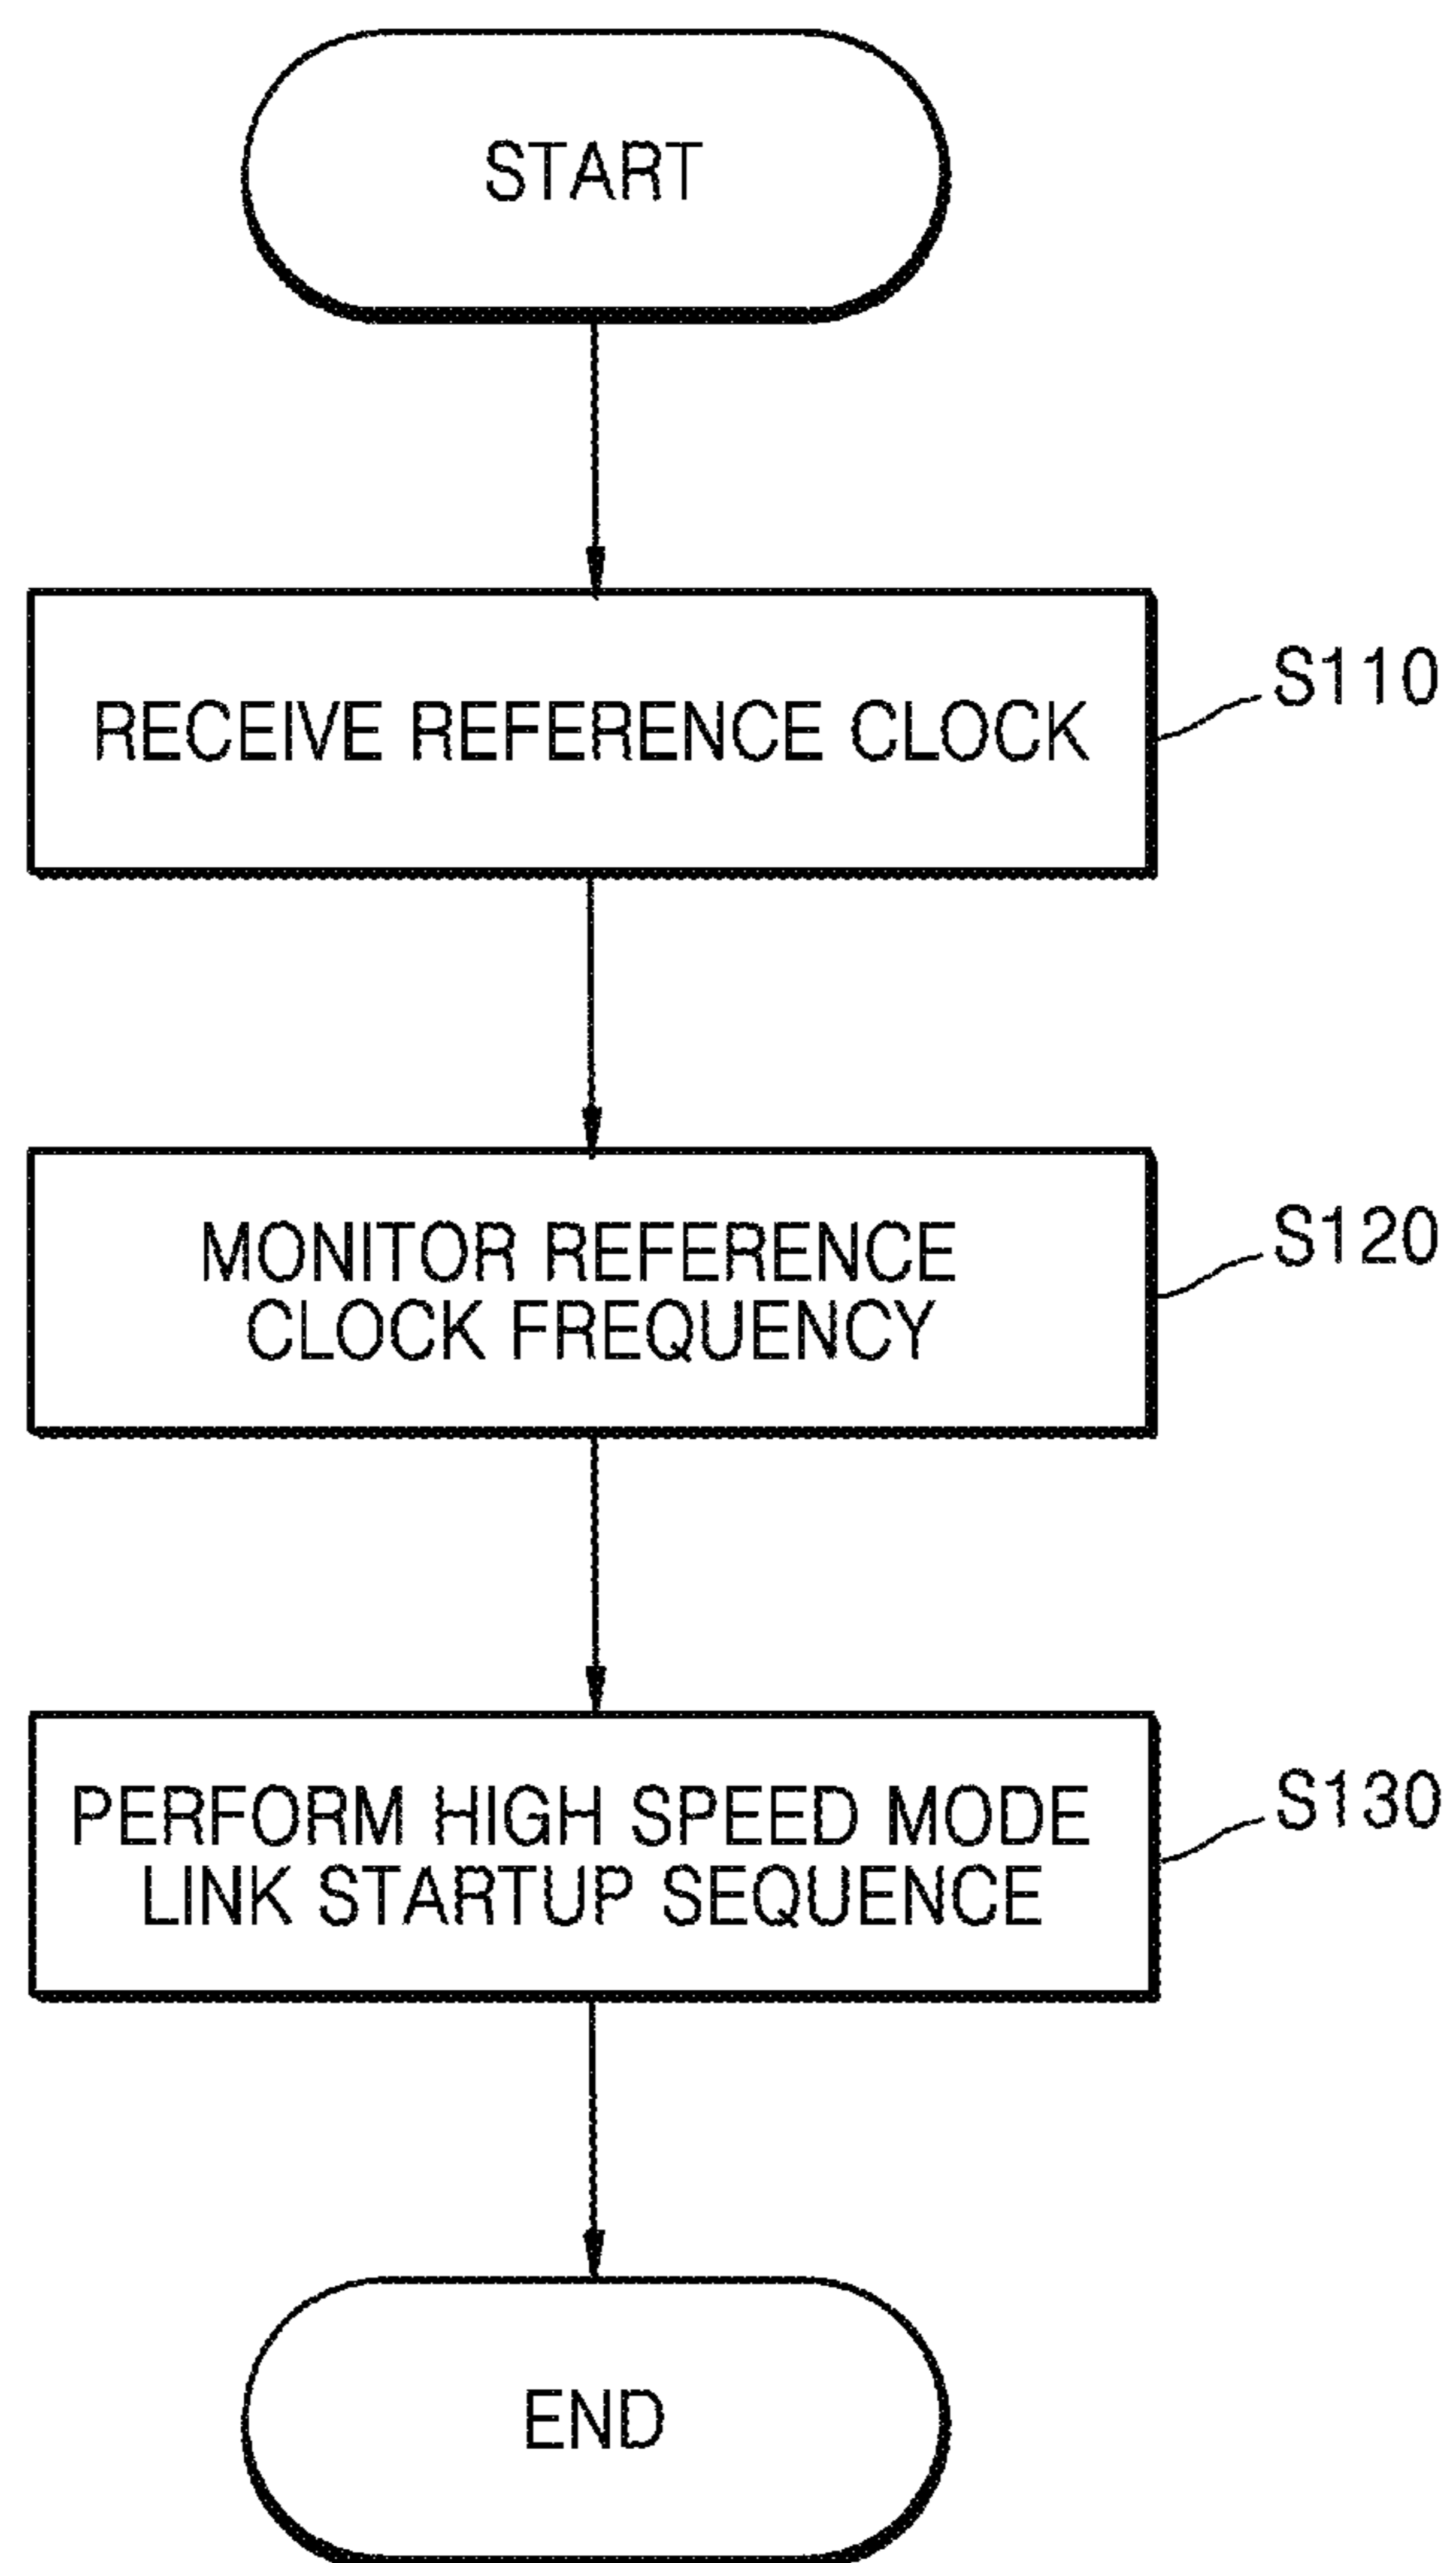 START
RECEIVE REFERENCE CLOCK
S110
MONITOR REFERENCE
CLOCK FREQUENCY
S120
PERFORM HIGH SPEED MODE
LINK STARTUP SEQUENCE
S130
END